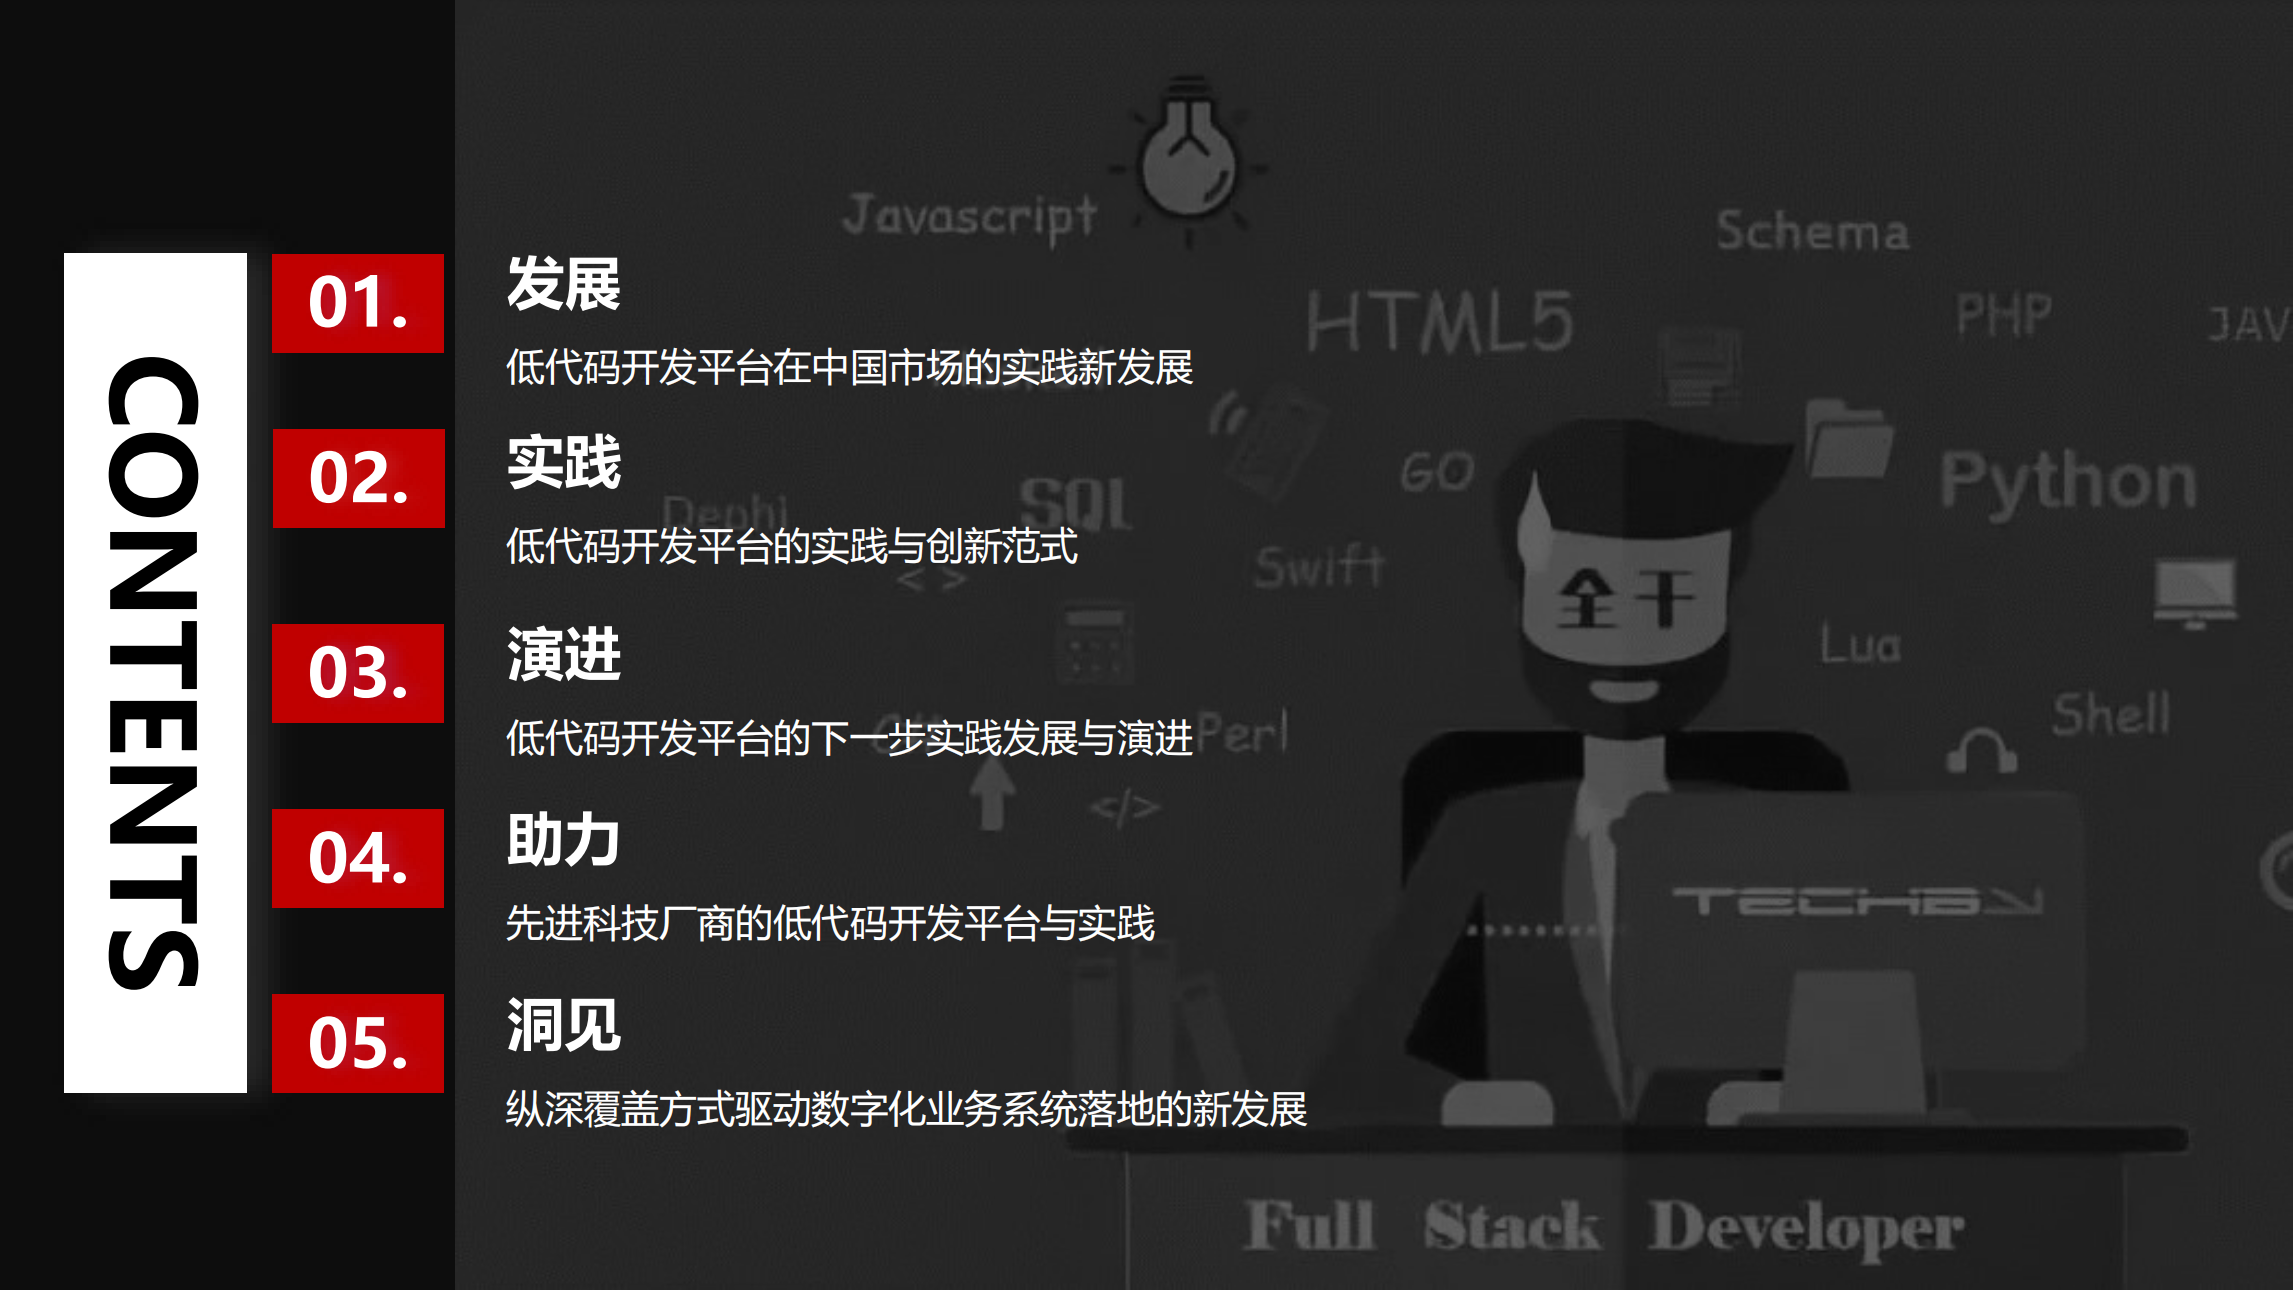 CONTENTS
01.
发展
低代码开发平台在中国市场的实践新发展
02.
实践
低代码开发平台的实践与创新范式
03.
演进
低代码开发平台的下一步实践发展与演进
04.
助力
先进科技厂商的低代码开发平台与实践
05.
洞见
纵深覆盖方式驱动数字化业务系统落地的新发展
Javascript
Schema
HTML5
PHP
JAV
GO
Python
Dephi
SQL
Swift
< >
全干
Lua
Shell
Perl
</>
Full Stack Developer